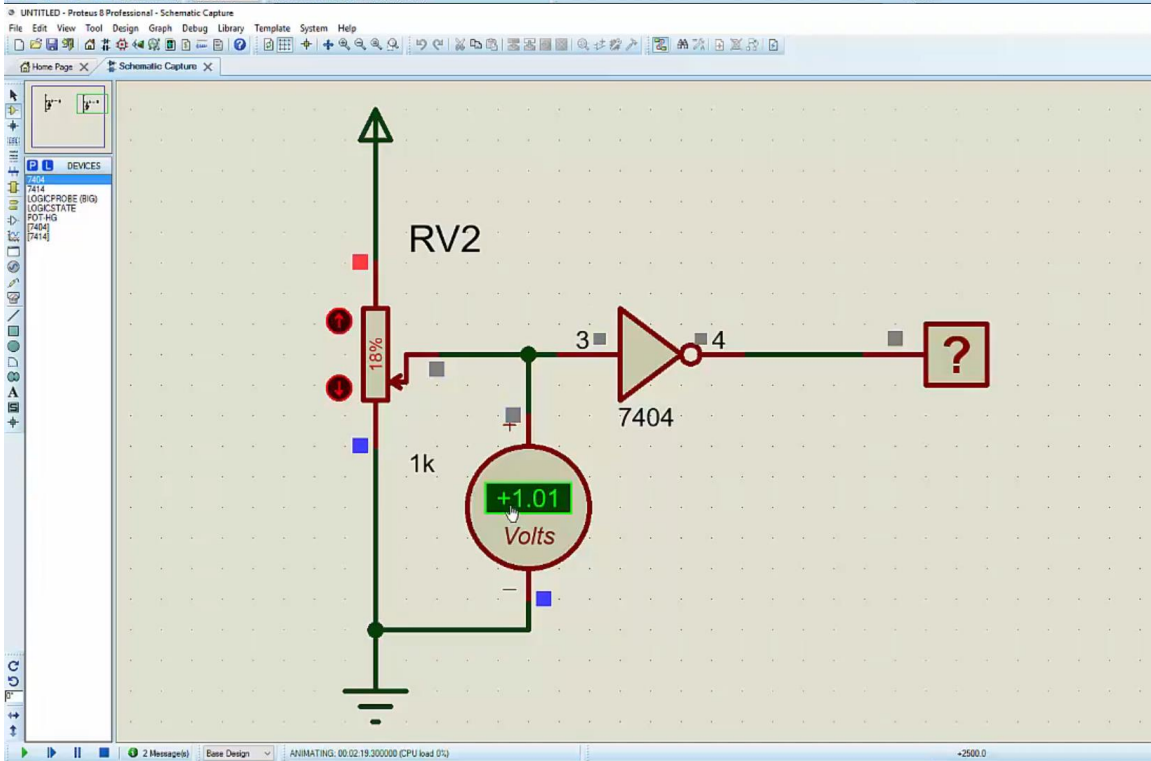 UNTITLED - Proteus 8 Professional - Schematic Capture
File Edit View Tool Design Graph Debug Library Template System Help
Home Page Schematic Capture
P L DEVICES
7404
7414
LOGICPROBE (BIG)
LOGICSTATE
POT-HG
[7404]
[7414]
RV2
18%
3
4
?
7404
1k
+
+1.01
Volts
—
A
0°
2 Message(s) Base Design ANIMATING: 00:02:19.300000 (CPU load 0%) +2500.0